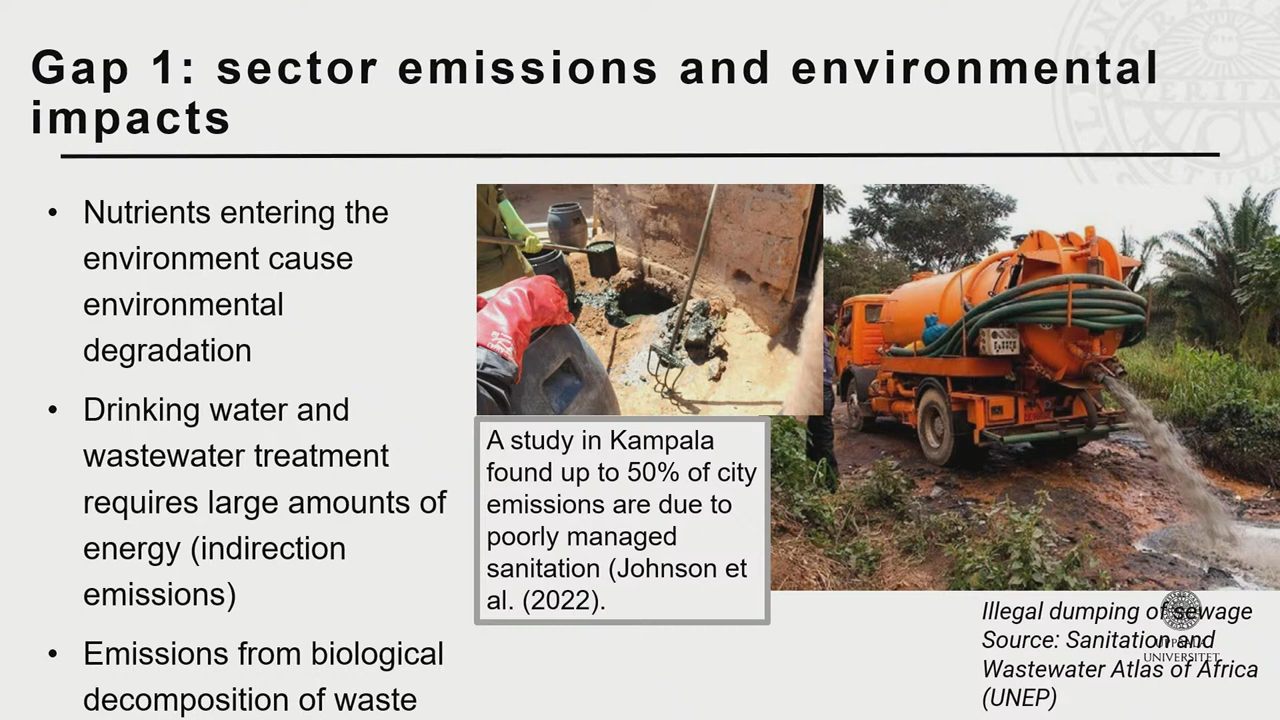 Gap 1: sector emissions and environmental
impacts
• Nutrients entering the
environment cause
environmental
degradation
• Drinking water and
wastewater treatment
requires large amounts of
energy (indirection
emissions)
• Emissions from biological
decomposition of waste
A study in Kampala
found up to 50% of city
emissions are due to
poorly managed
sanitation (Johnson et
al. (2022).
Illegal dumping of sewage
Source: Sanitation and
Wastewater Atlas of Africa
(UNEP)
UPPSALA
UNIVERSITET
VERITA